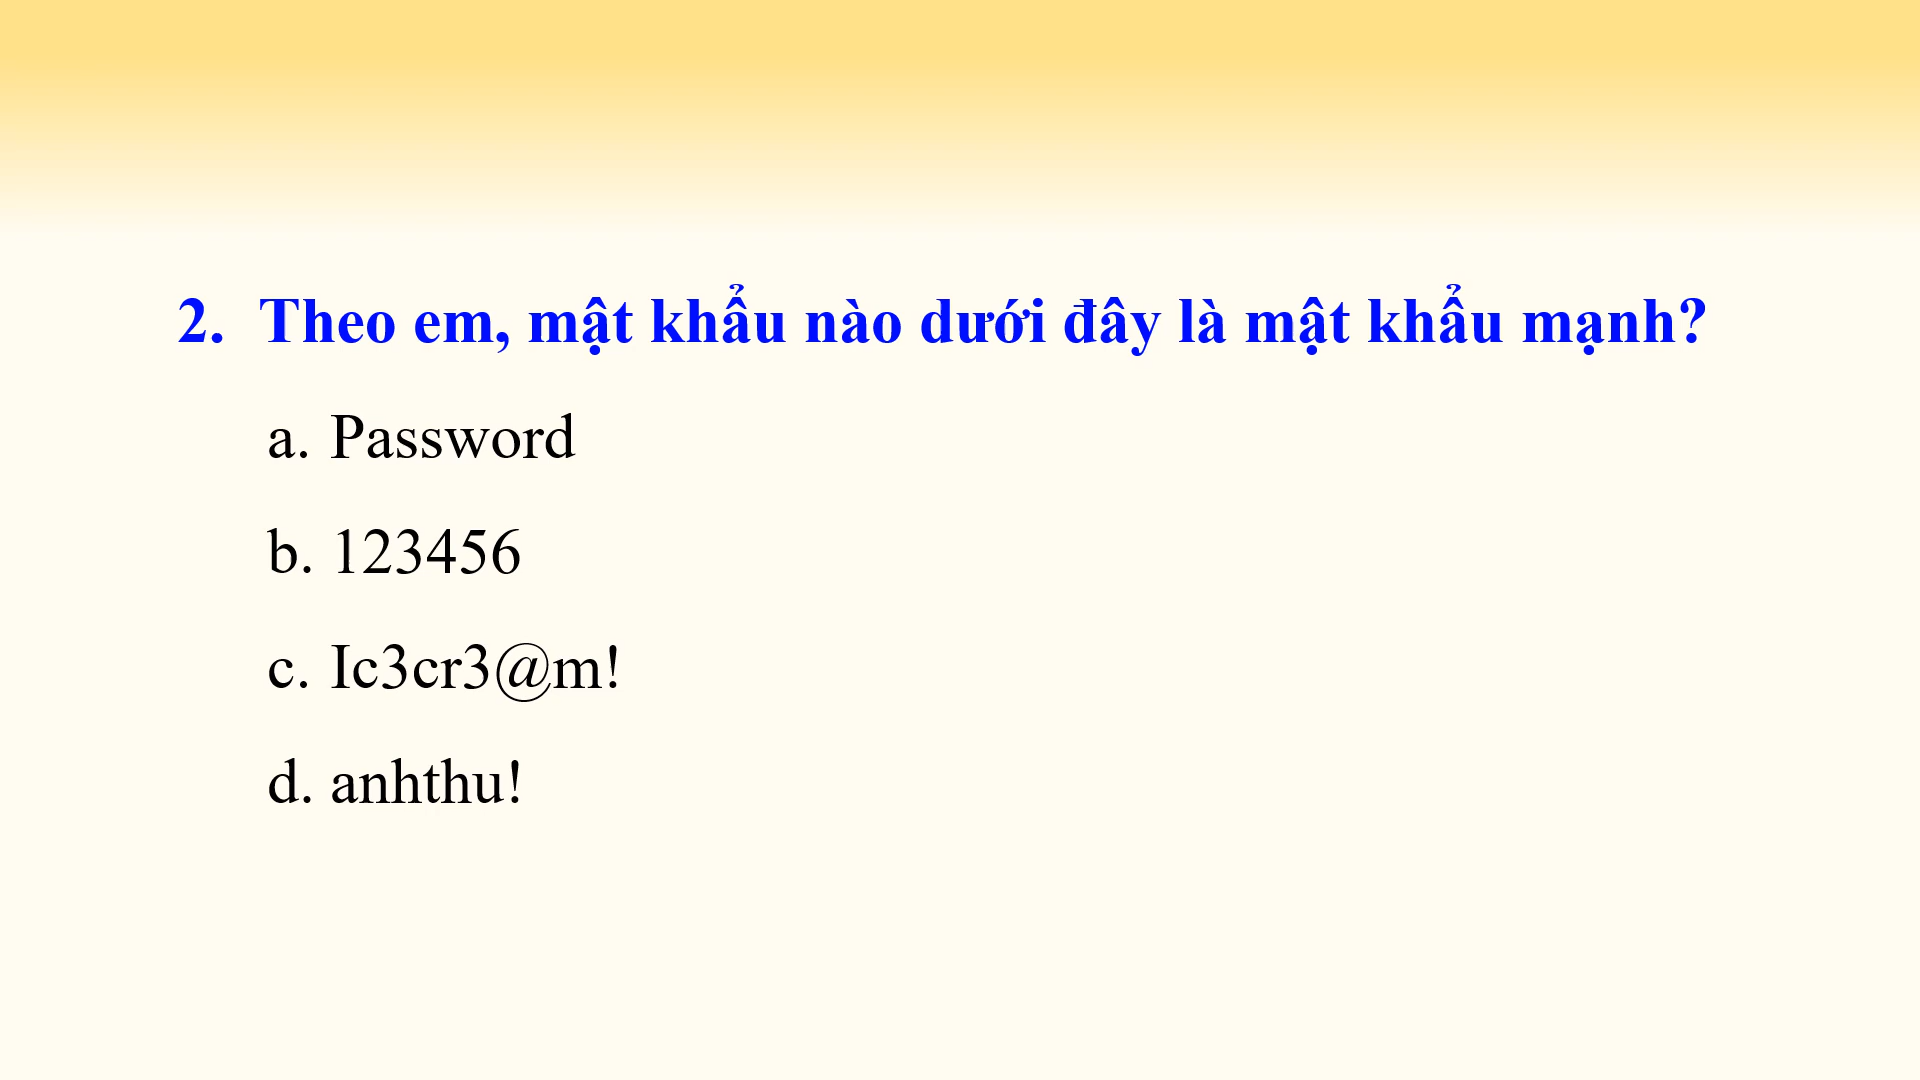 2. Theo em, mật khẩu nào dưới đây là mật khẩu mạnh?
a. Password
b. 123456
c. Ic3cr3@m!
d. anhthu!